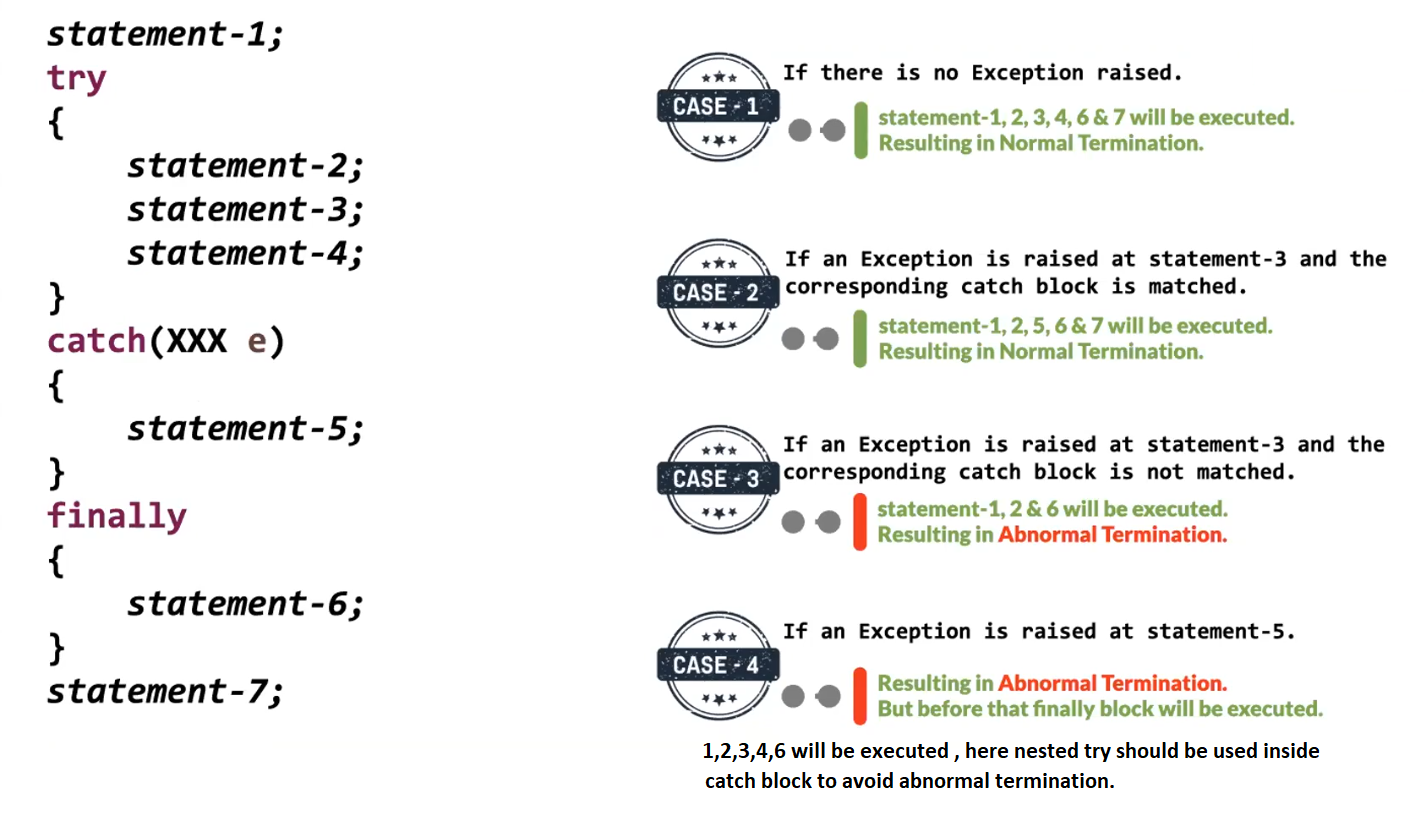 statement-1;
try
{
statement-2;
statement-3;
statement-4;
}
catch(XXX e)
{
statement-5;
}
finally
{
statement-6;
}
statement-7;
CASE - 1
If there is no Exception raised.
statement-1, 2, 3, 4, 6 & 7 will be executed.
Resulting in Normal Termination.
CASE - 2
If an Exception is raised at statement-3 and the
corresponding catch block is matched.
statement-1, 2, 5, 6 & 7 will be executed.
Resulting in Normal Termination.
CASE - 3
If an Exception is raised at statement-3 and the
corresponding catch block is not matched.
statement-1, 2 & 6 will be executed.
Resulting in Abnormal Termination.
CASE - 4
If an Exception is raised at statement-5.
Resulting in Abnormal Termination.
But before that finally block will be executed.
1,2,3,4,6 will be executed , here nested try should be used inside
catch block to avoid abnormal termination.